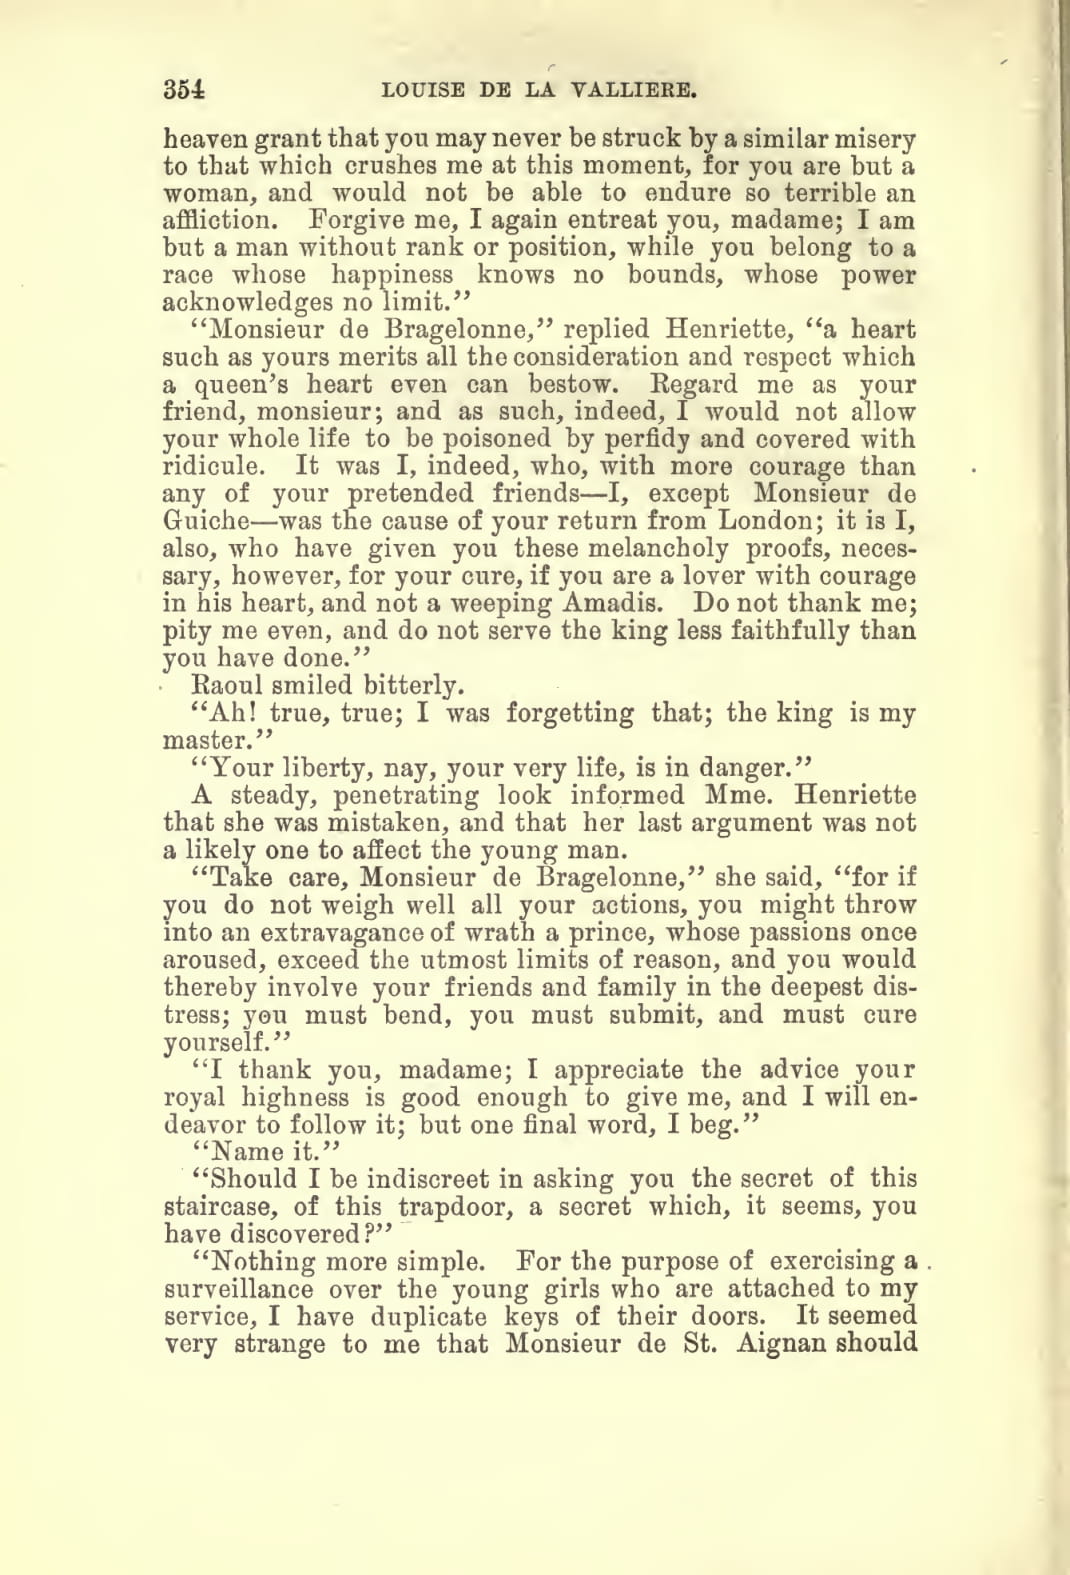 354 LOUISE DE LA VALLIERE.
heaven grant that you may never be struck by a similar misery
to that which crushes me at this moment, for you are but a
woman, and would not be able to endure so terrible an
affliction. Forgive me, I again entreat you, madame; I am
but a man without rank or position, while you belong to a
race whose happiness knows no bounds, whose power
acknowledges no limit.”
“Monsieur de Bragelonne,” replied Henriette, “a heart
such as yours merits all the consideration and respect which
a queen’s heart even can bestow. Regard me as your
friend, monsieur; and as such, indeed, I would not allow
your whole life to be poisoned by perfidy and covered with
ridicule. It was I, indeed, who, with more courage than
any of your pretended friends—I, except Monsieur de
Guiche—was the cause of your return from London; it is I,
also, who have given you these melancholy proofs, neces-
sary, however, for your cure, if you are a lover with courage
in his heart, and not a weeping Amadis. Do not thank me;
pity me even, and do not serve the king less faithfully than
you have done.”
Raoul smiled bitterly.
“Ah! true, true; I was forgetting that; the king is my
master.”
“Your liberty, nay, your very life, is in danger.”
A steady, penetrating look informed Mme. Henriette
that she was mistaken, and that her last argument was not
a likely one to affect the young man.
“Take care, Monsieur de Bragelonne,” she said, “for if
you do not weigh well all your actions, you might throw
into an extravagance of wrath a prince, whose passions once
aroused, exceed the utmost limits of reason, and you would
thereby involve your friends and family in the deepest dis-
tress; you must bend, you must submit, and must cure
yourself.”
“I thank you, madame; I appreciate the advice your
royal highness is good enough to give me, and I will en-
deavor to follow it; but one final word, I beg.”
“Name it.”
“Should I be indiscreet in asking you the secret of this
staircase, of this trapdoor, a secret which, it seems, you
have discovered?”
“Nothing more simple. For the purpose of exercising a
surveillance over the young girls who are attached to my
service, I have duplicate keys of their doors. It seemed
very strange to me that Monsieur de St. Aignan should